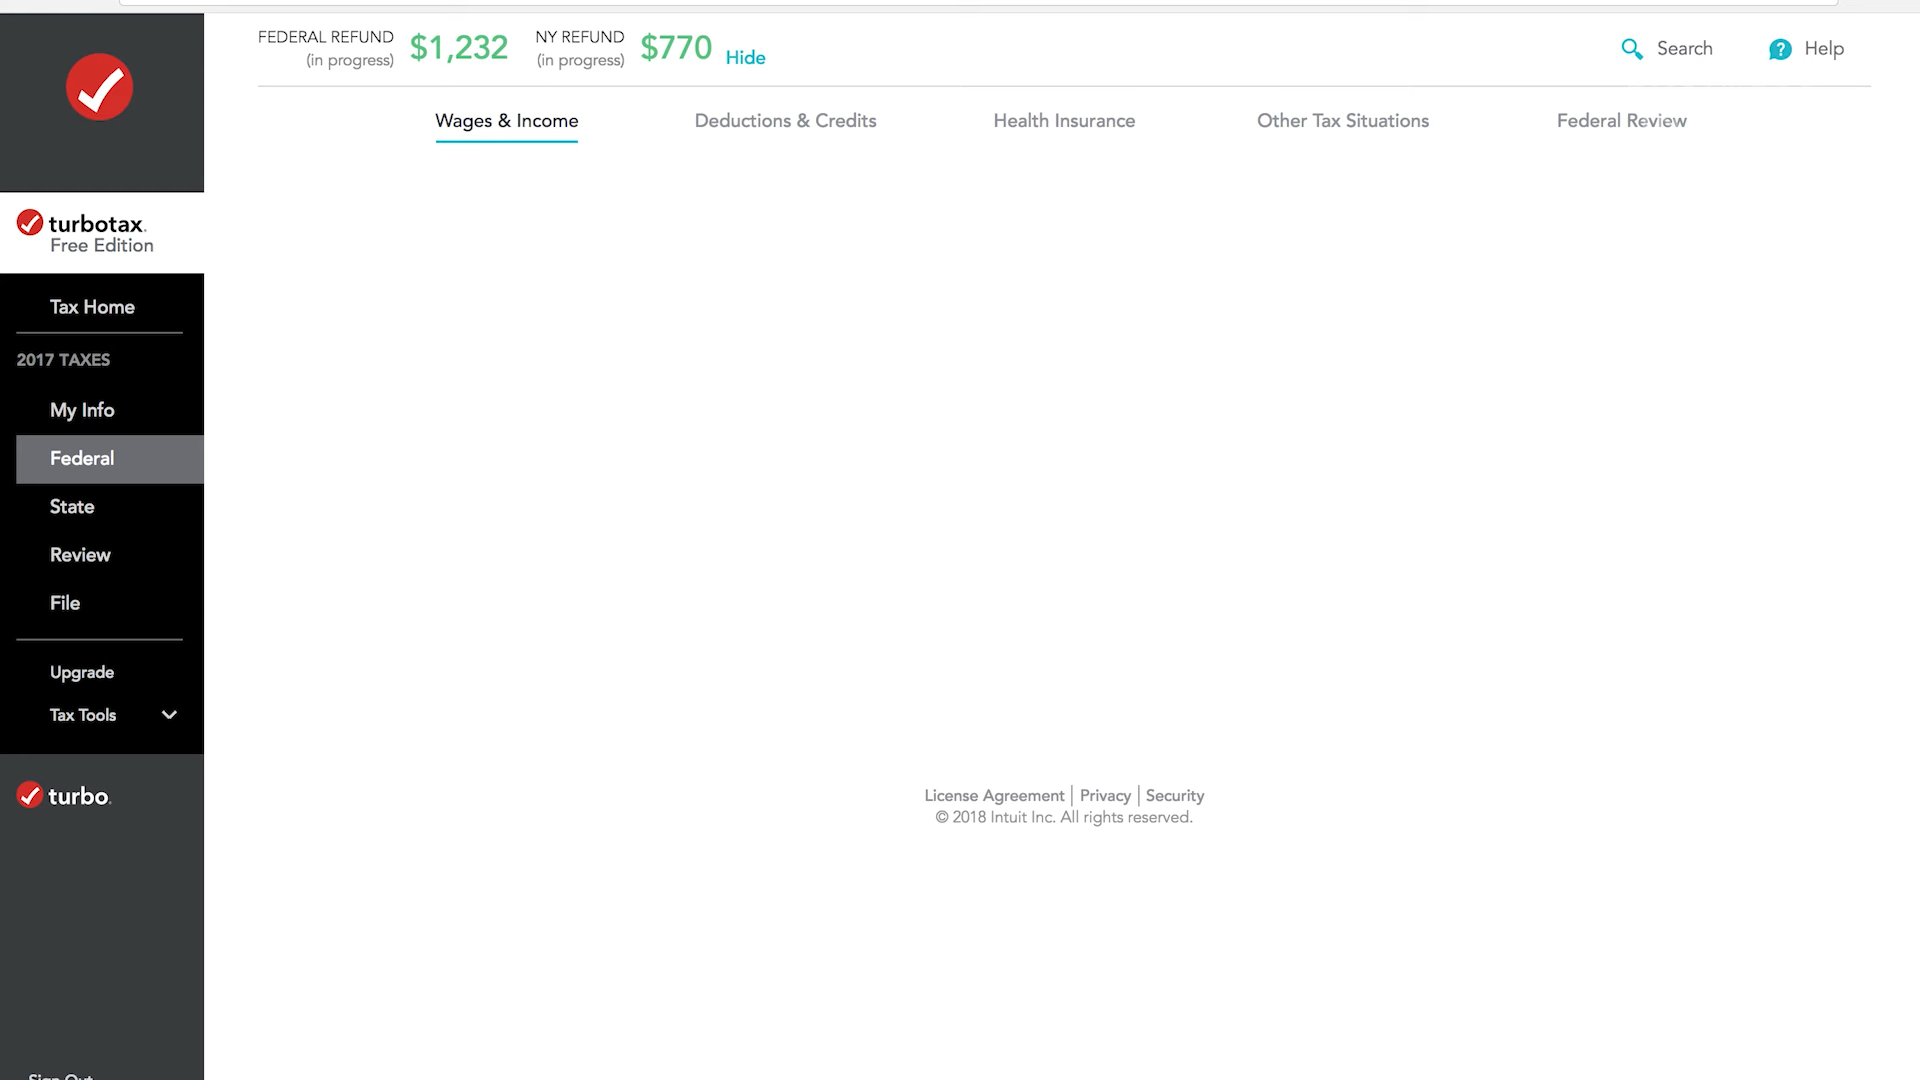 FEDERAL REFUND
(in progress)
$1,232
NY REFUND
(in progress)
$770
Hide
Search
Help
Wages & Income
Deductions & Credits
Health Insurance
Other Tax Situations
Federal Review
turbotax.
Free Edition
Tax Home
2017 TAXES
My Info
Federal
State
Review
File
Upgrade
Tax Tools
turbo.
License Agreement | Privacy | Security
© 2018 Intuit Inc. All rights reserved.
Sign Out